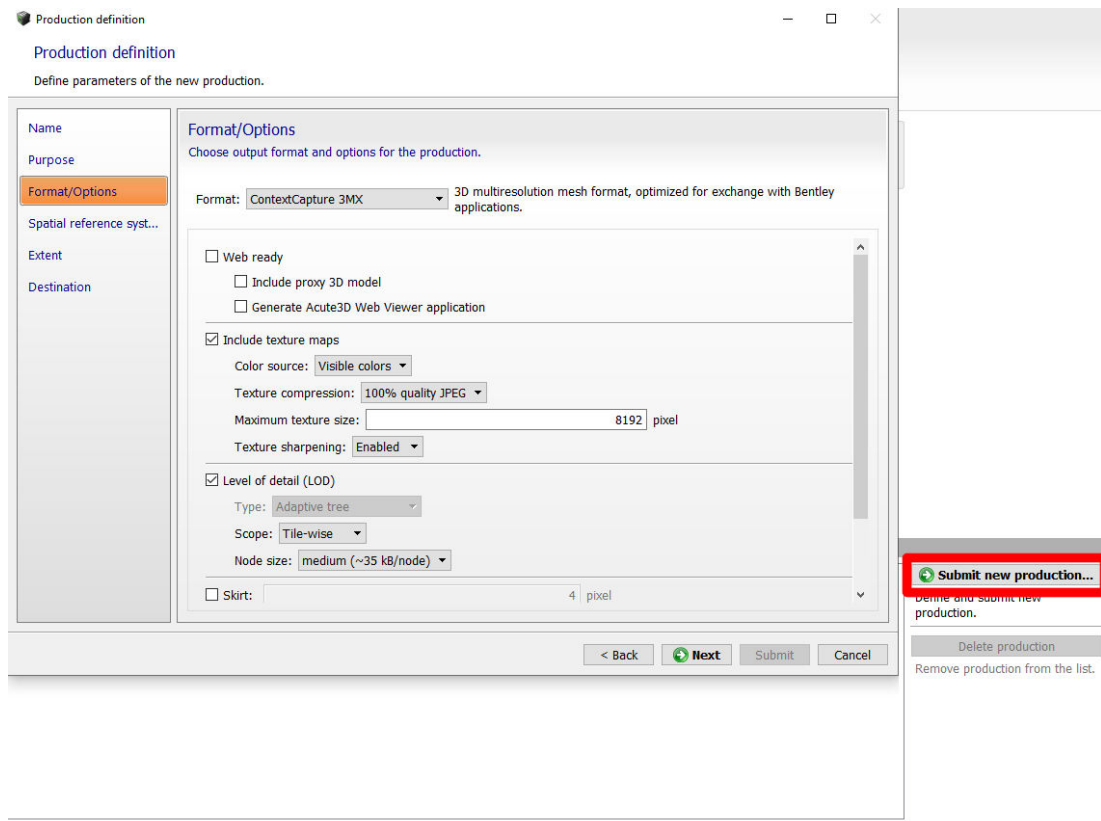 Production definition
Production definition
Define parameters of the new production.
Name
Purpose
Format/Options
Spatial reference syst...
Extent
Destination
Format/Options
Choose output format and options for the production.
Format: ContextCapture 3MX 3D multiresolution mesh format, optimized for exchange with Bentley
applications.
Web ready
Include proxy 3D model
Generate Acute3D Web Viewer application
Include texture maps
Color source: Visible colors
Texture compression: 100% quality JPEG
Maximum texture size: 8192 pixel
Texture sharpening: Enabled
Level of detail (LOD)
Type: Adaptive tree
Scope: Tile-wise
Node size: medium (~35 kB/node)
Skirt: 4 pixel
< Back Next Submit Cancel
Submit new production...
Define and submit new
production.
Delete production
Remove production from the list.